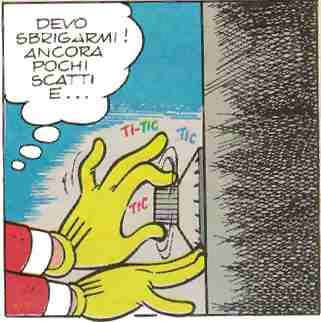 DEVO
SBRIGARMI!
ANCORA
POCHI
SCATTI
E...
TI-TIC
TIC
TIC